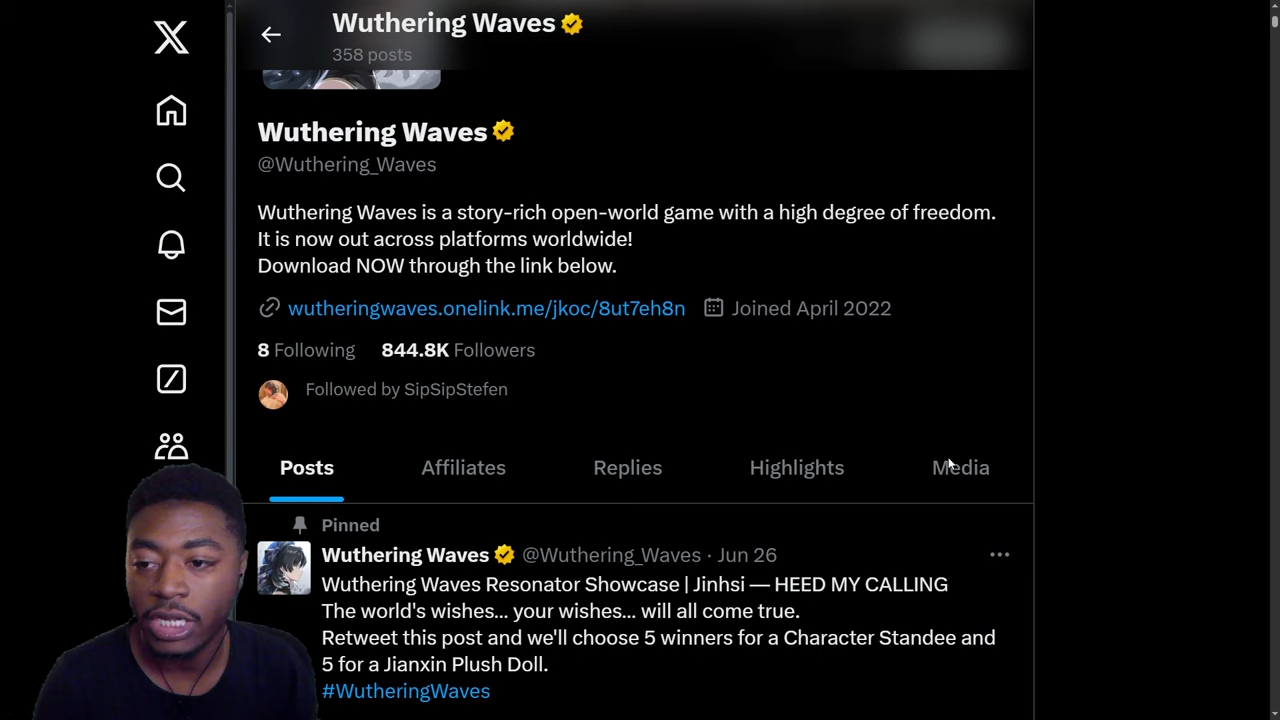 Wuthering Waves
358 posts
Wuthering Waves
@Wuthering_Waves
Wuthering Waves is a story-rich open-world game with a high degree of freedom.
It is now out across platforms worldwide!
Download NOW through the link below.
wutheringwaves.onelink.me/jkoc/8ut7eh8n Joined April 2022
8 Following 844.8K Followers
Followed by SipSipStefen
Posts Affiliates Replies Highlights Media
Pinned
Wuthering Waves @Wuthering_Waves · Jun 26
Wuthering Waves Resonator Showcase | Jinhsi — HEED MY CALLING
The world's wishes... your wishes... will all come true.
Retweet this post and we'll choose 5 winners for a Character Standee and
5 for a Jianxin Plush Doll.
#WutheringWaves